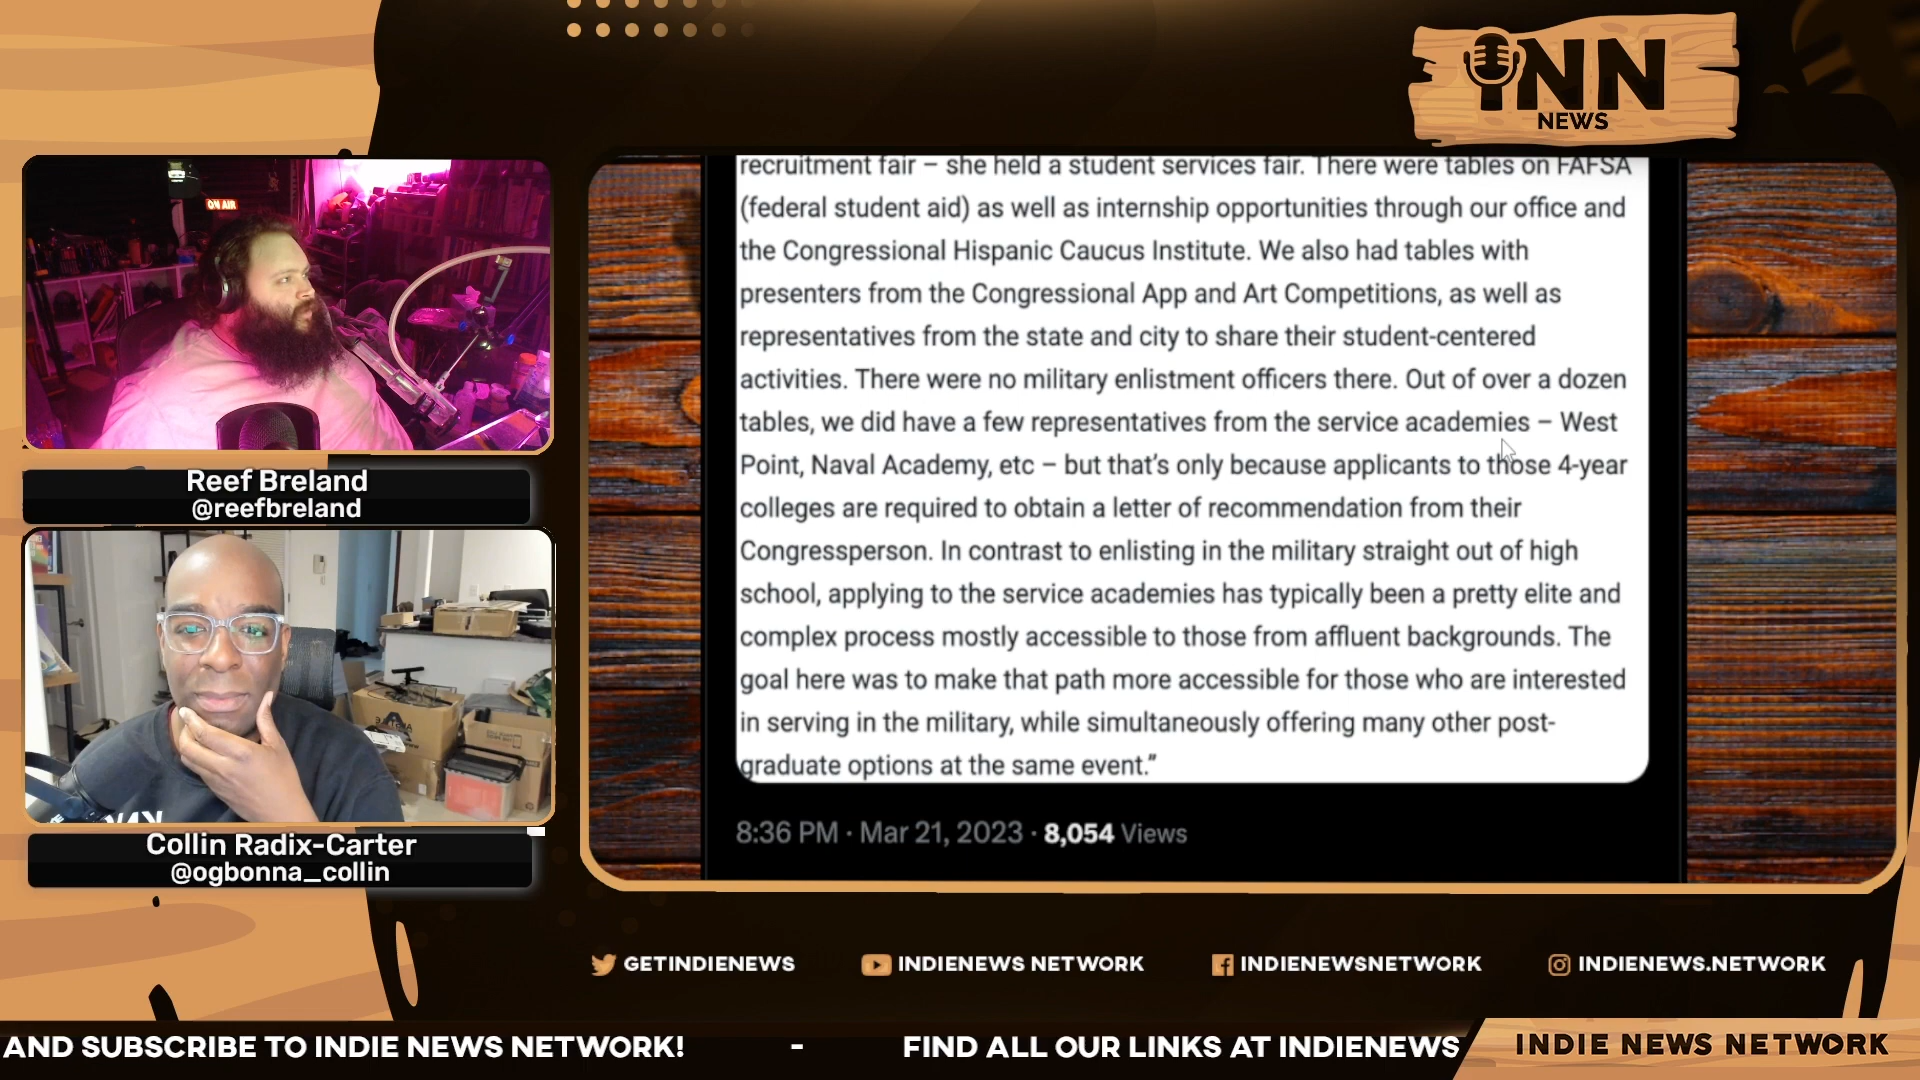 iNN
NEWS
ON AIR
Reef Breland
@reefbreland
Collin Radix-Carter
@ogbonna_collin
recruitment fair – she held a student services fair. There were tables on FAFSA
(federal student aid) as well as internship opportunities through our office and
the Congressional Hispanic Caucus Institute. We also had tables with
presenters from the Congressional App and Art Competitions, as well as
representatives from the state and city to share their student-centered
activities. There were no military enlistment officers there. Out of over a dozen
tables, we did have a few representatives from the service academies – West
Point, Naval Academy, etc – but that’s only because applicants to those 4-year
colleges are required to obtain a letter of recommendation from their
Congressperson. In contrast to enlisting in the military straight out of high
school, applying to the service academies has typically been a pretty elite and
complex process mostly accessible to those from affluent backgrounds. The
goal here was to make that path more accessible for those who are interested
in serving in the military, while simultaneously offering many other post-
graduate options at the same event.”
8:36 PM · Mar 21, 2023 · 8,054 Views
GETINDIENEWS
INDIENEWS NETWORK
INDIENEWSNETWORK
INDIENEWS.NETWORK
AND SUBSCRIBE TO INDIE NEWS NETWORK! - FIND ALL OUR LINKS AT INDIENEWS
INDIE NEWS NETWORK